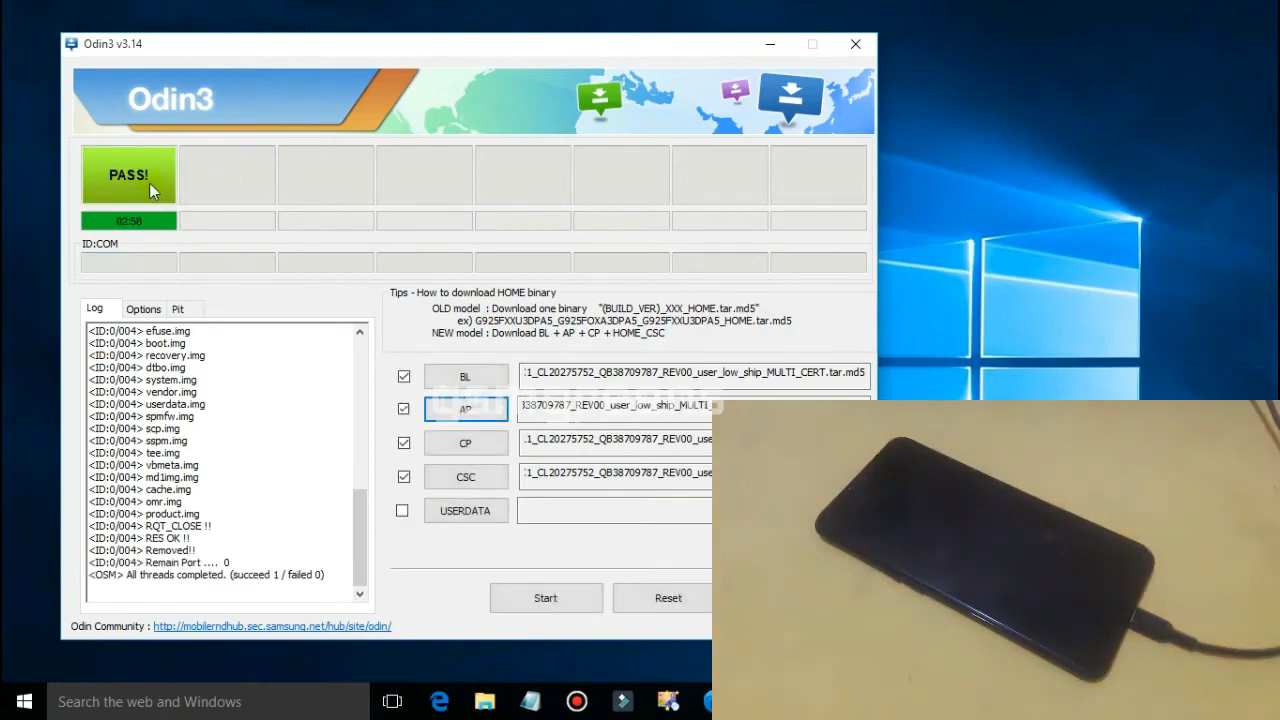 Odin3 v3.14
Odin3
PASS!
02:58
ID:COM
Log
Options
Pit
<ID:0/004> efuse.img
<ID:0/004> boot.img
<ID:0/004> recovery.img
<ID:0/004> dtbo.img
<ID:0/004> system.img
<ID:0/004> vendor.img
<ID:0/004> userdata.img
<ID:0/004> spmfw.img
<ID:0/004> scp.img
<ID:0/004> sspm.img
<ID:0/004> tee.img
<ID:0/004> vbmeta.img
<ID:0/004> md1img.img
<ID:0/004> cache.img
<ID:0/004> omr.img
<ID:0/004> product.img
<ID:0/004> RQT_CLOSE !!
<ID:0/004> RES OK !!
<ID:0/004> Removed!!
<ID:0/004> Remain Port .... 0
<OSM> All threads completed. (succeed 1 / failed 0)
Tips - How to download HOME binary
OLD model : Download one binary "(BUILD_VER)_XXX_HOME.tar.md5"
ex) G925FXXU3DPA5_G925FOXA3DPA5_G925FXXU3DPA5_HOME.tar.md5
NEW model : Download BL + AP + CP + HOME_CSC
BL
:1_CL20275752_QB38709787_REV00_user_low_ship_MULTI_CERT.tar.md5
AP
38709787_REV00_user_low_ship_MULTI_
CP
.1_CL20275752_QB38709787_REV00_use
CSC
:1_CL20275752_QB38709787_REV00_use
USERDATA
Start
Reset
Odin Community : http://mobilerndhub.sec.samsung.net/hub/site/odin/
Search the web and Windows